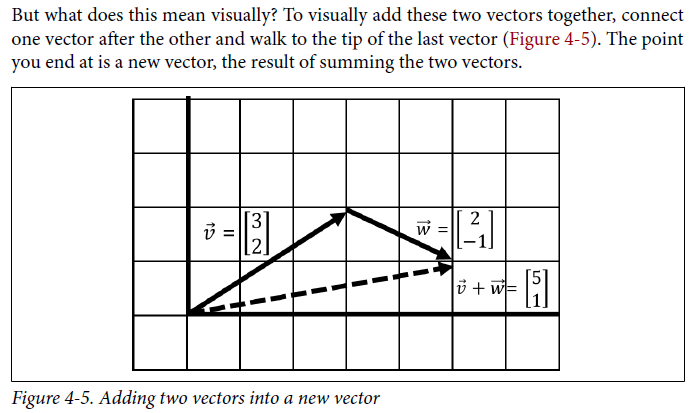 But what does this mean visually? To visually add these two vectors together, connect
one vector after the other and walk to the tip of the last vector (Figure 4-5). The point
you end at is a new vector, the result of summing the two vectors.
v⃗ = [3 2]
w⃗ = [2 −1]
v⃗ + w⃗ = [5 1]
Figure 4-5. Adding two vectors into a new vector